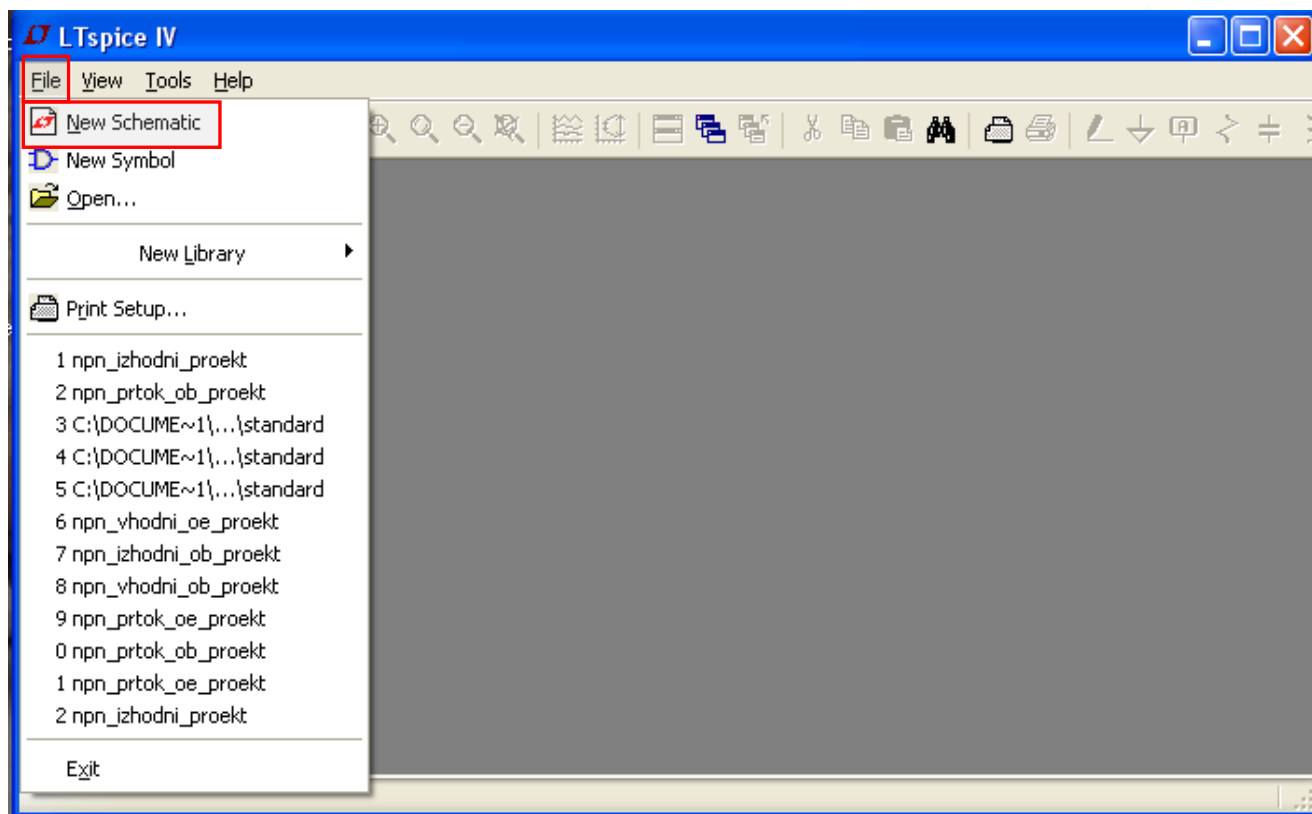 LTspice IV
File View Tools Help
New Schematic
New Symbol
Open...
New Library
Print Setup...
1 npn_izhodni_proekt
2 npn_prtok_ob_proekt
3 C:\DOCUME~1\...\standard
4 C:\DOCUME~1\...\standard
5 C:\DOCUME~1\...\standard
6 npn_vhodni_oe_proekt
7 npn_izhodni_ob_proekt
8 npn_vhodni_ob_proekt
9 npn_prtok_oe_proekt
0 npn_prtok_ob_proekt
1 npn_prtok_oe_proekt
2 npn_izhodni_proekt
Exit